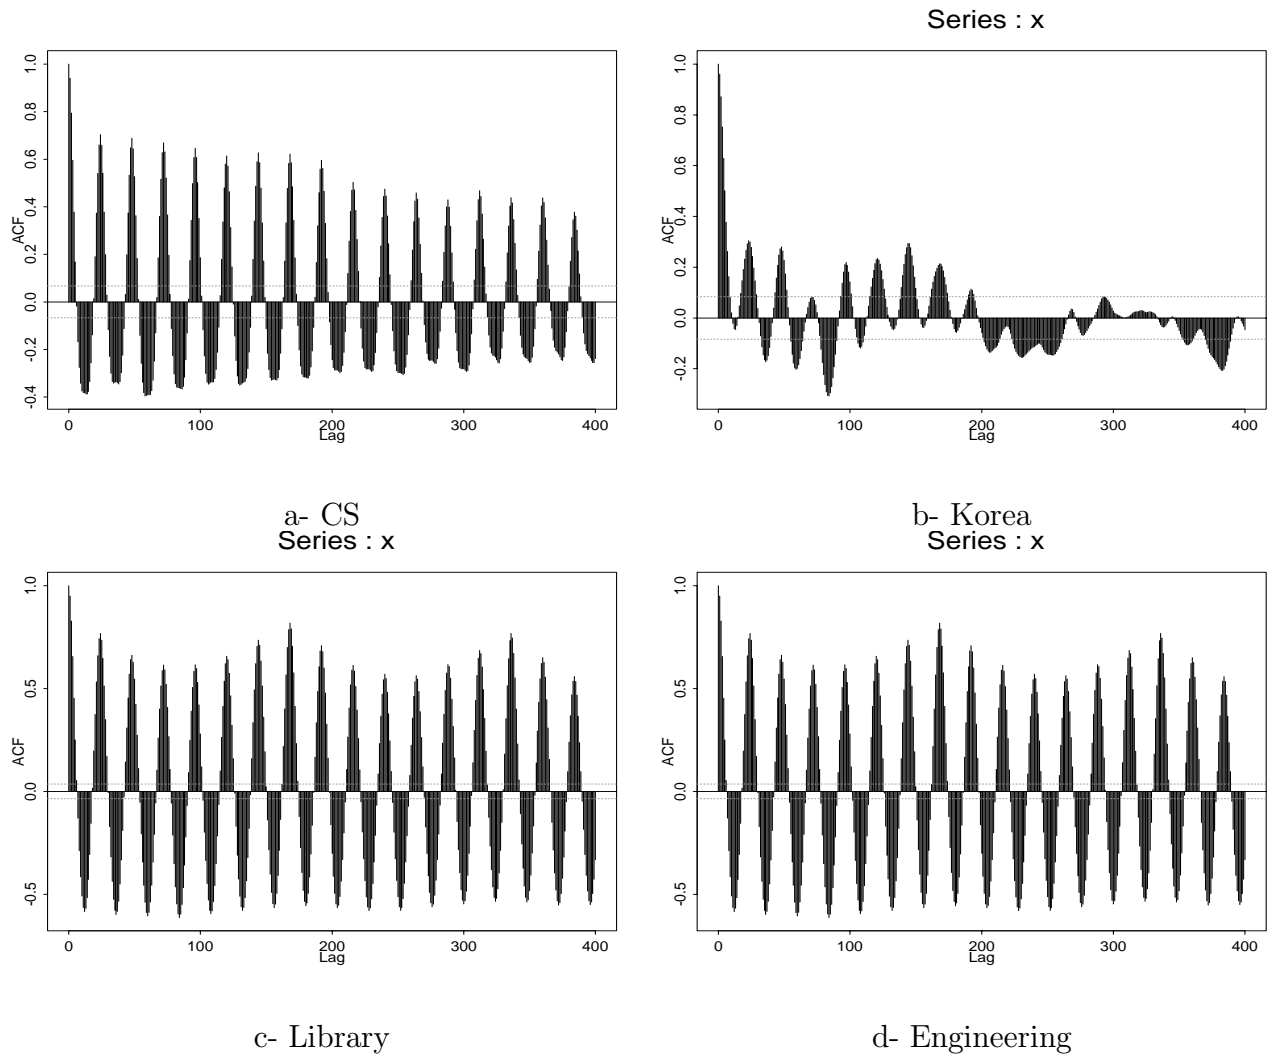 Series : x
ACF
-0.4 -0.2 0.0 0.2 0.4 0.6 0.8 1.0
0 100 200 300 400
Lag
a- CS
ACF
-0.2 0.0 0.2 0.4 0.6 0.8 1.0
0 100 200 300 400
Lag
b- Korea
Series : x
ACF
-0.5 0.0 0.5 1.0
0 100 200 300 400
Lag
c- Library
Series : x
ACF
-0.5 0.0 0.5 1.0
0 100 200 300 400
Lag
d- Engineering